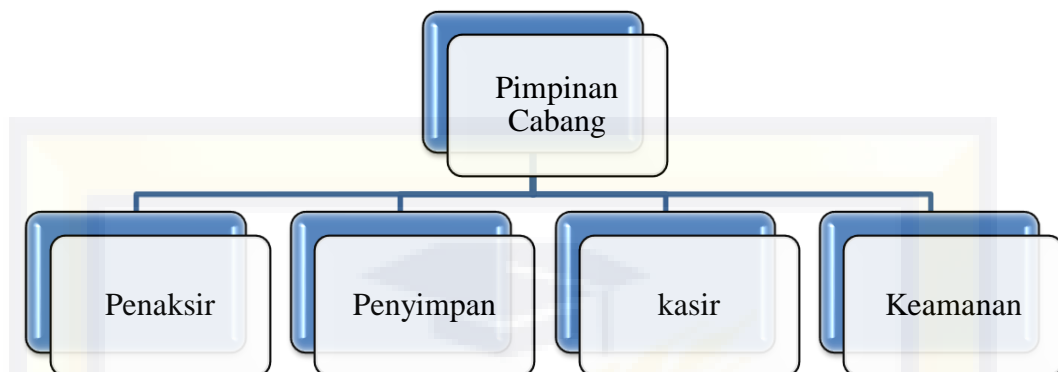 Pimpinan
Cabang
Penaksir
Penyimpan
kasir
Keamanan